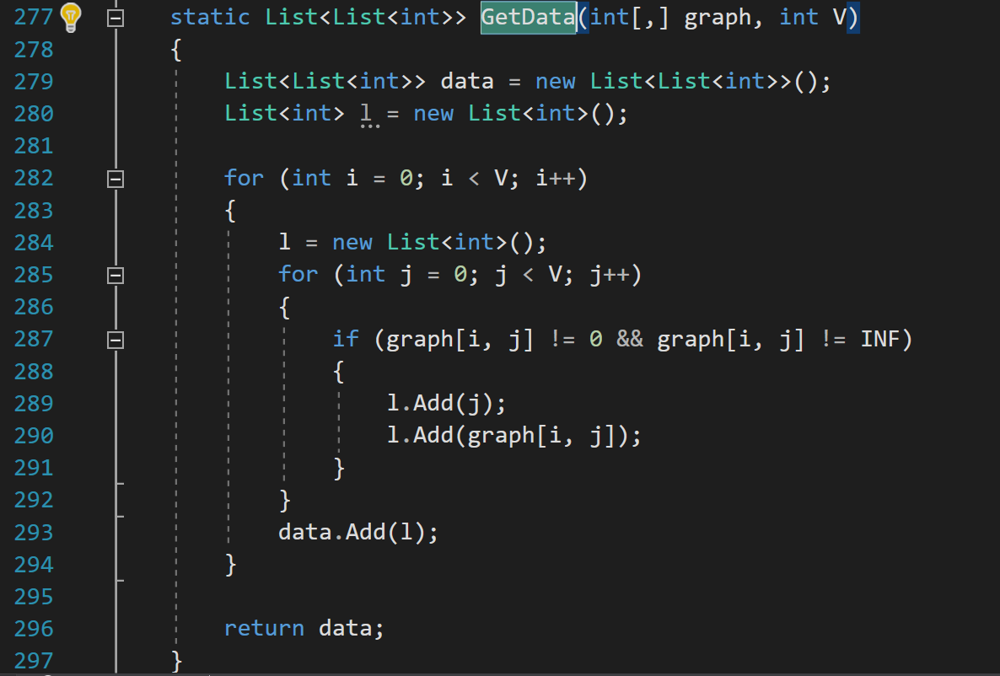 277 static List<List<int>> GetData(int[,] graph, int V)
278 {
279 List<List<int>> data = new List<List<int>>();
280 List<int> l = new List<int>();
281
282 for (int i = 0; i < V; i++)
283 {
284 l = new List<int>();
285 for (int j = 0; j < V; j++)
286 {
287 if (graph[i, j] != 0 && graph[i, j] != INF)
288 {
289 l.Add(j);
290 l.Add(graph[i, j]);
291 }
292 }
293 data.Add(l);
294 }
295
296 return data;
297 }